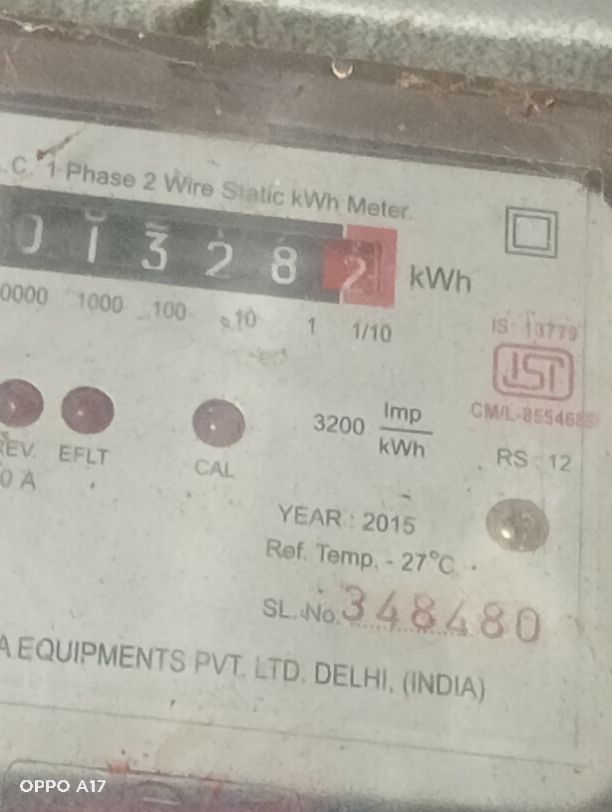 .C. 1 Phase 2 Wire Static kWh Meter.
0 1 3 2 8 2 kWh
0000 1000 100 10 1 1/10
IS: 13779
ISI
CM/L-855468
3200 Imp
kWh
REV. EFLT CAL
RS : 12
0 A
YEAR : 2015
Ref. Temp. - 27°C
SL. No. 348480
A EQUIPMENTS PVT. LTD. DELHI, (INDIA)
OPPO A17